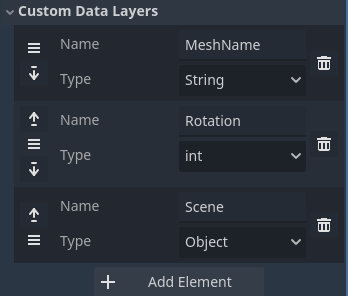 Custom Data Layers
Name MeshName
Type String
Name Rotation
Type int
Name Scene
Type Object
Add Element